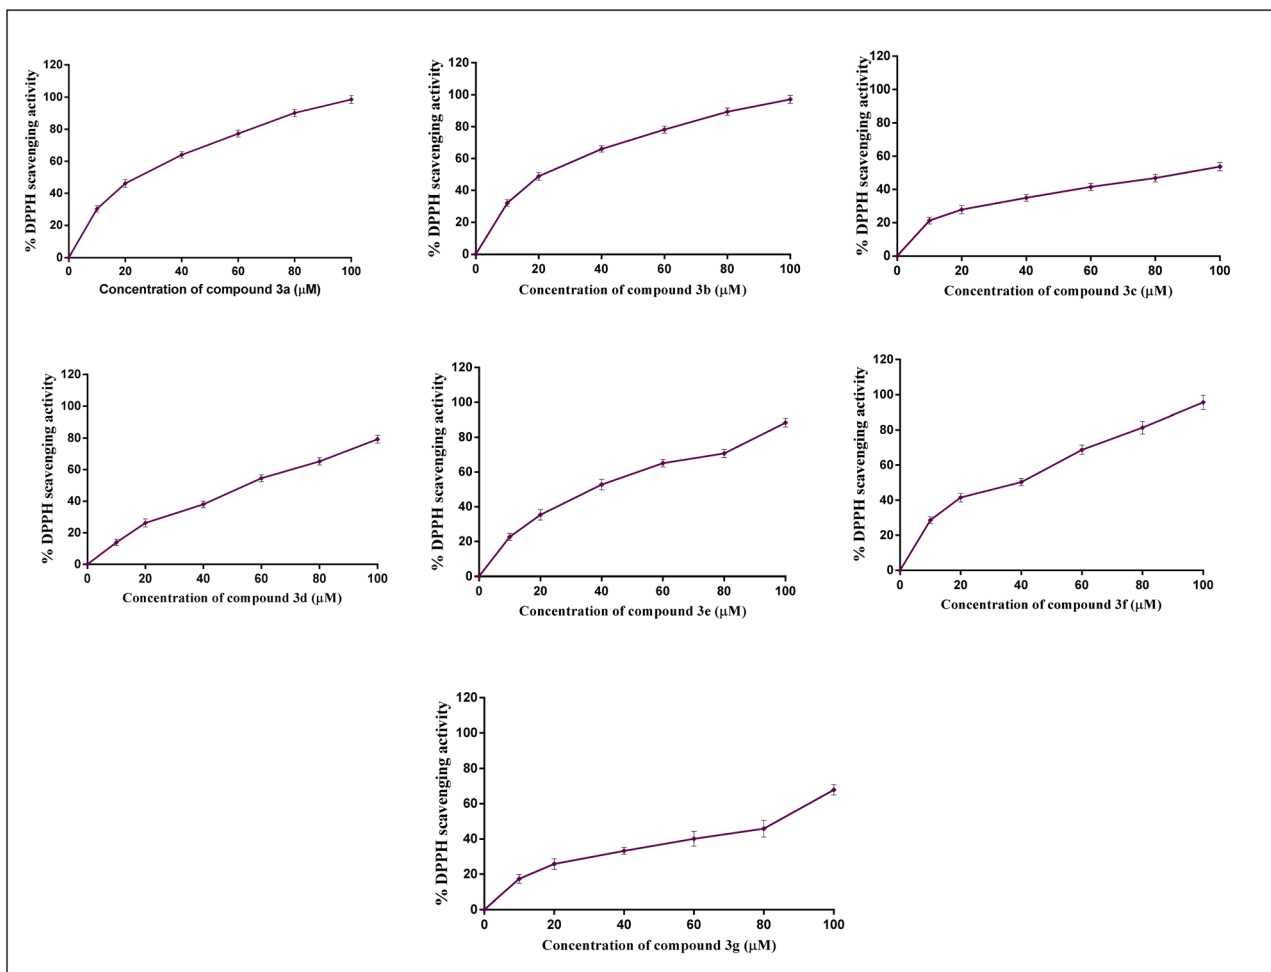 % DPPH scavenging activity
120
100
80
60
40
20
0
0 20 40 60 80 100
Concentration of compound 3a (μM)
% DPPH scavenging activity
120
100
80
60
40
20
0
0 20 40 60 80 100
Concentration of compound 3b (μM)
% DPPH scavenging activity
120
100
80
60
40
20
0
0 20 40 60 80 100
Concentration of compound 3c (μM)
% DPPH scavenging activity
120
100
80
60
40
20
0
0 20 40 60 80 100
Concentration of compound 3d (μM)
% DPPH scavenging activity
120
100
80
60
40
20
0
0 20 40 60 80 100
Concentration of compound 3e (μM)
% DPPH scavenging activity
120
100
80
60
40
20
0
0 20 40 60 80 100
Concentration of compound 3f (μM)
% DPPH scavenging activity
120
100
80
60
40
20
0
0 20 40 60 80 100
Concentration of compound 3g (μM)